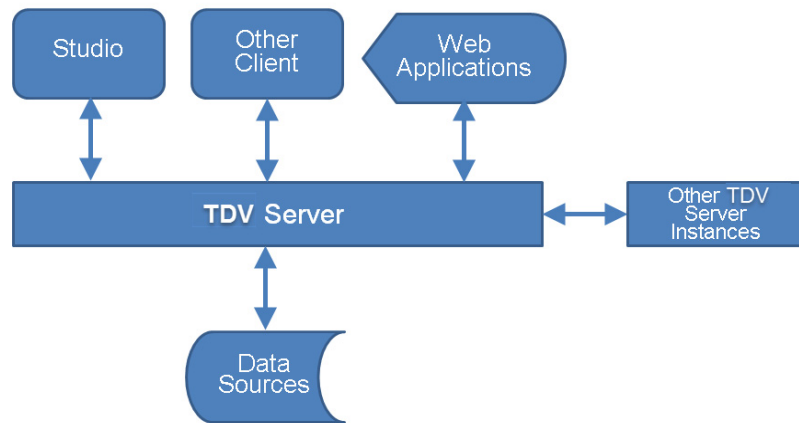 Studio
Other
Client
Web
Applications
TDV Server
Other TDV
Server
Instances
Data
Sources